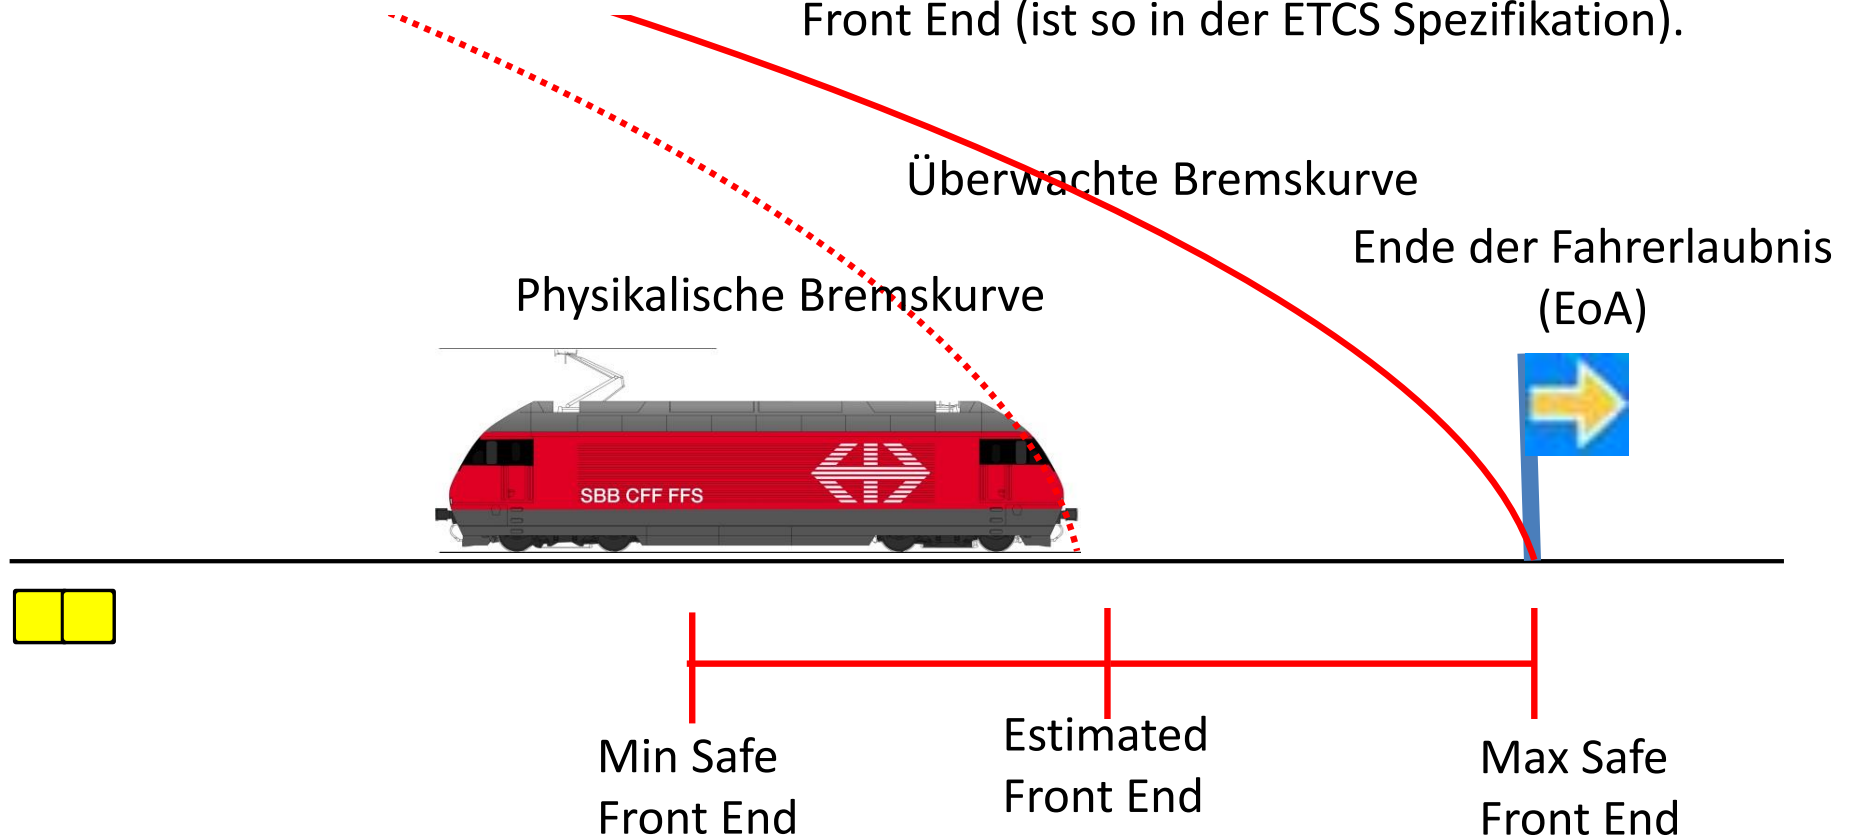 Front End (ist so in der ETCS Spezifikation).
Überwachte Bremskurve
Ende der Fahrerlaubnis
(EoA)
Physikalische Bremskurve
SBB CFF FFS
Min Safe
Front End
Estimated
Front End
Max Safe
Front End